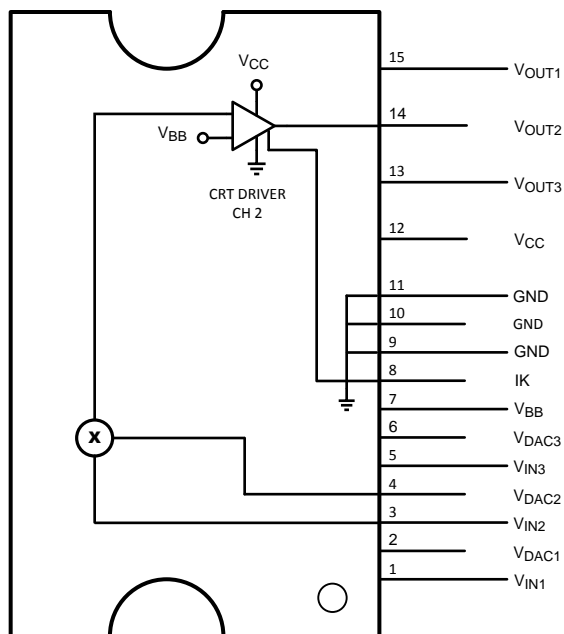 VCC
VBB
CRT DRIVER
CH 2
X
15 VOUT1
14 VOUT2
13 VOUT3
12 VCC
11 GND
10 GND
9 GND
8 IK
7 VBB
6 VDAC3
5 VIN3
4 VDAC2
3 VIN2
2 VDAC1
1 VIN1